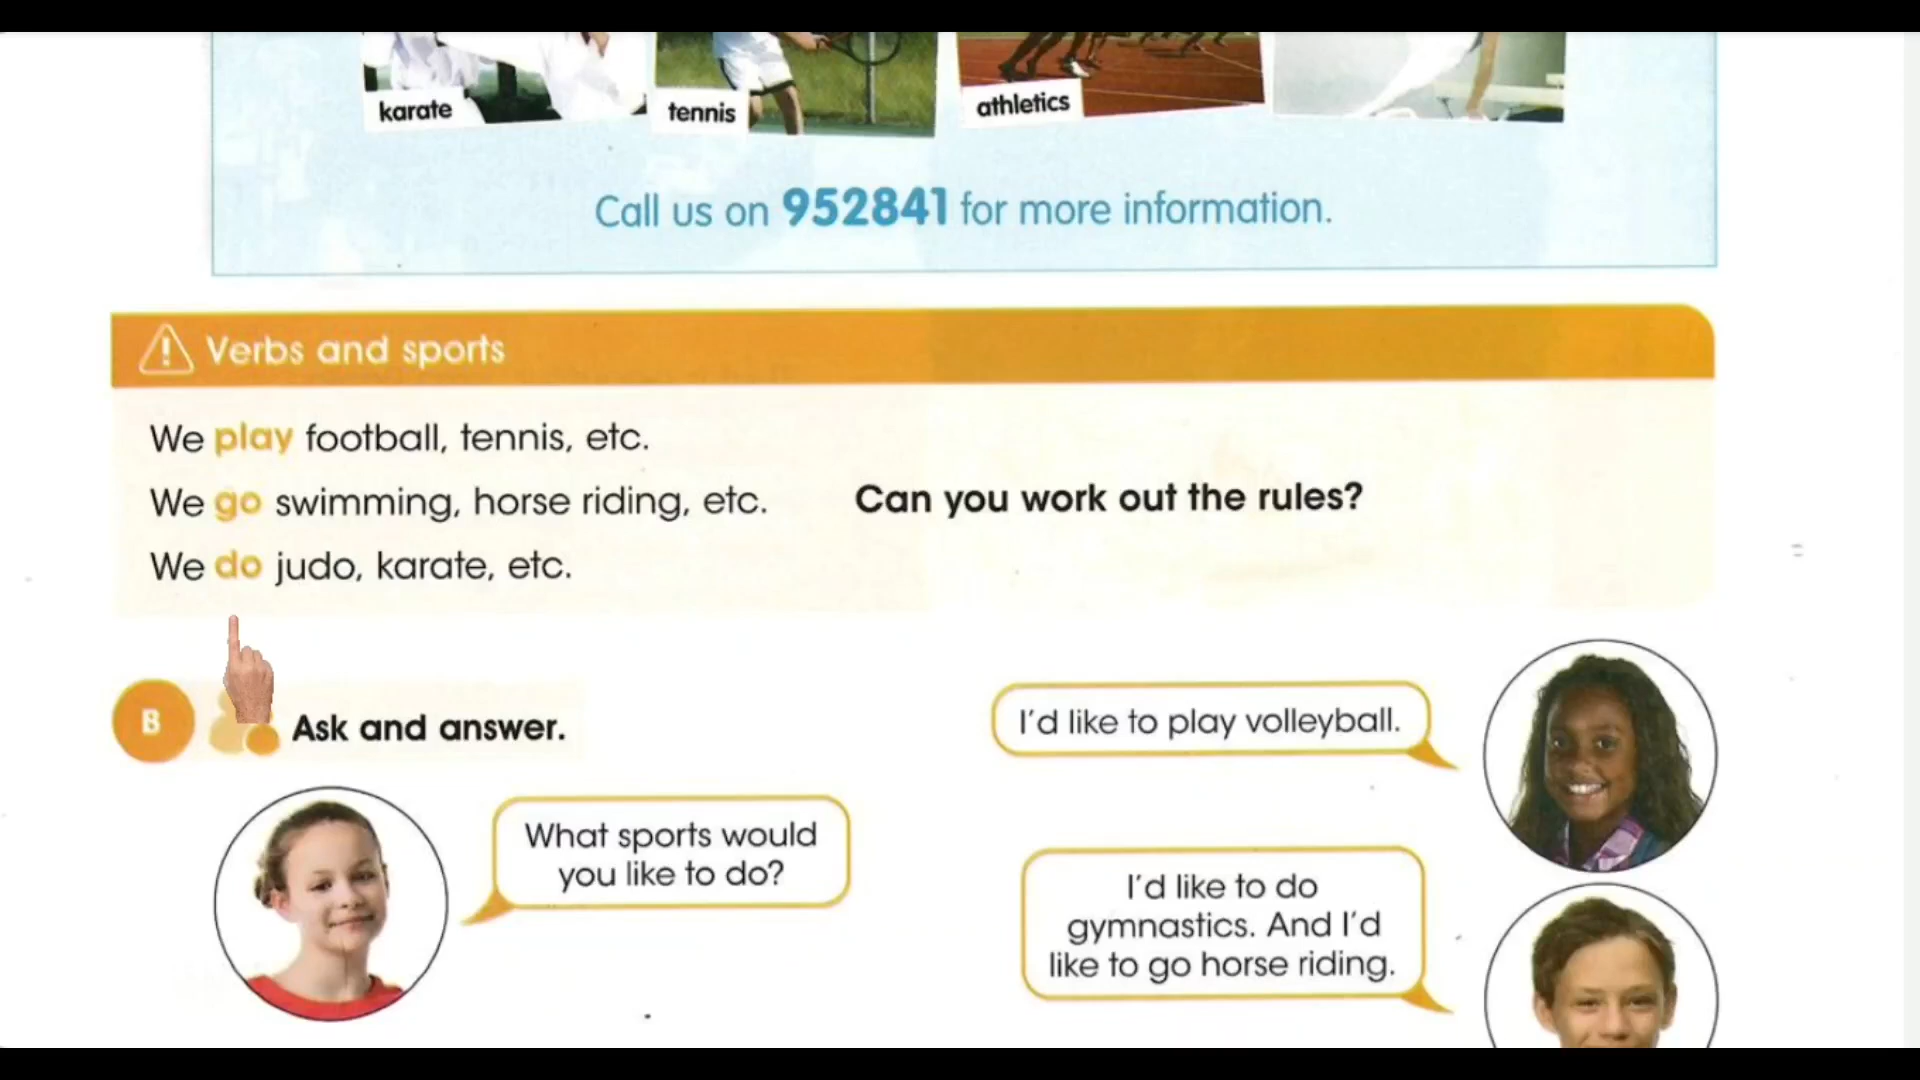 karate
tennis
athletics
Call us on 952841 for more information.
Verbs and sports
We play football, tennis, etc.
We go swimming, horse riding, etc.
We do judo, karate, etc.
Can you work out the rules?
B
Ask and answer.
I'd like to play volleyball.
What sports would
you like to do?
I'd like to do
gymnastics. And I'd
like to go horse riding.